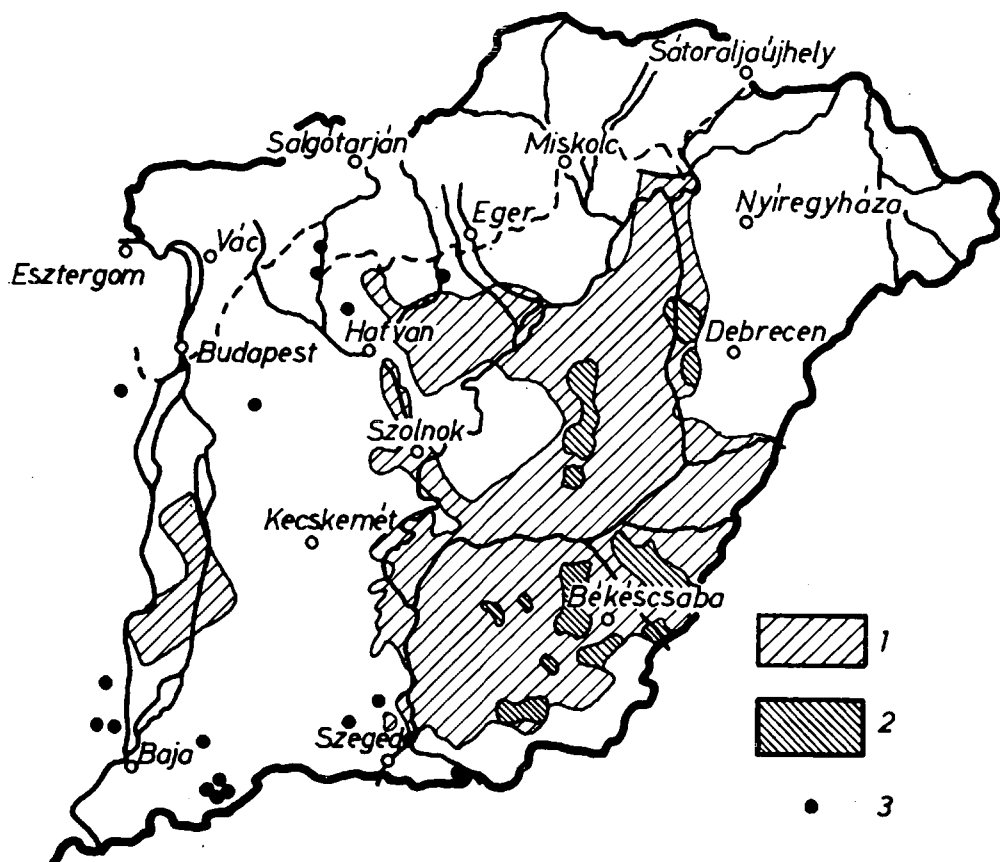 Sátoraljaújhely
Salgótarján
Miskolc
Nyíregyháza
Eger
Vác
Esztergom
Hatvan
Budapest
Debrecen
Szolnok
Kecskemét
Békéscsaba
1
2
Szeged
Baja
3